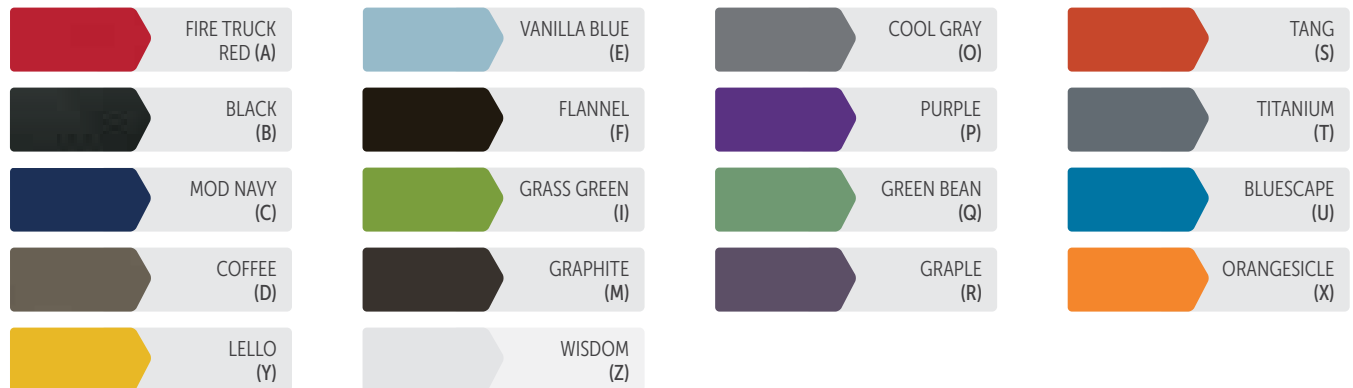 FIRE TRUCK
RED (A)
VANILLA BLUE
(E)
COOL GRAY
(O)
TANG
(S)
BLACK
(B)
FLANNEL
(F)
PURPLE
(P)
TITANIUM
(T)
MOD NAVY
(C)
GRASS GREEN
(I)
GREEN BEAN
(Q)
BLUESCAPE
(U)
COFFEE
(D)
GRAPHITE
(M)
GRAPLE
(R)
ORANGESICLE
(X)
LELLO
(Y)
WISDOM
(Z)